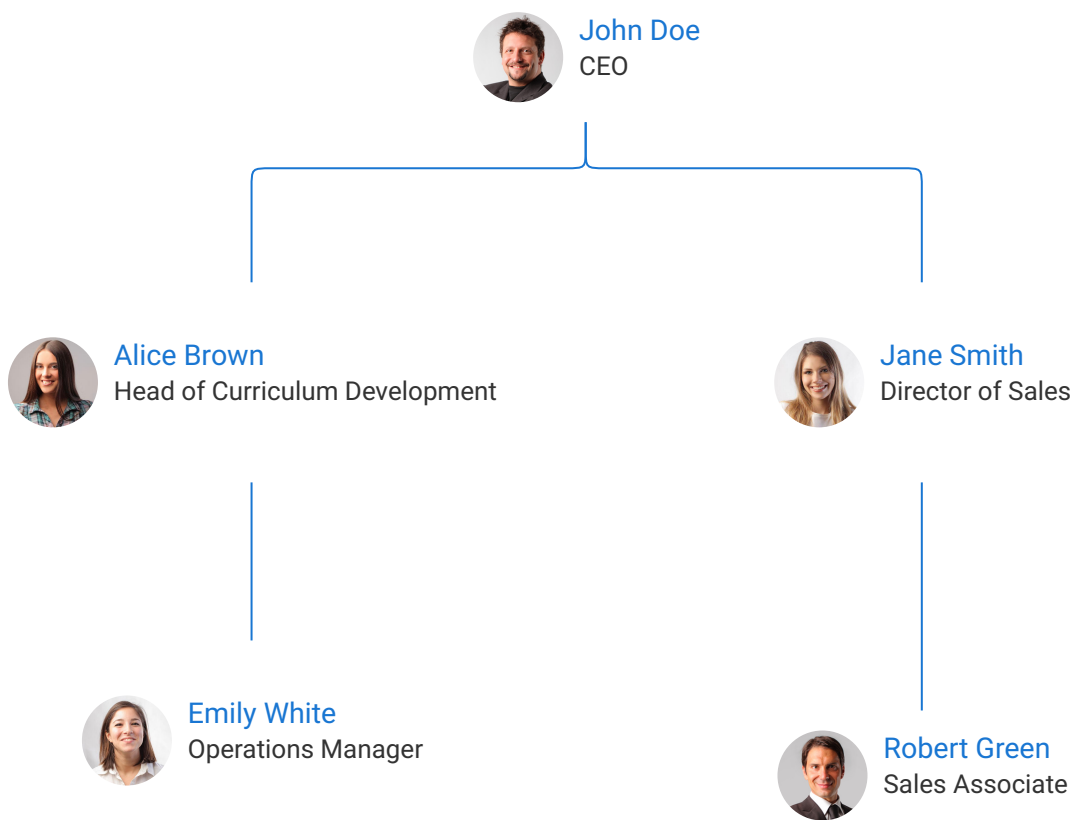 John Doe
CEO
Alice Brown
Head of Curriculum Development
Jane Smith
Director of Sales
Emily White
Operations Manager
Robert Green
Sales Associate